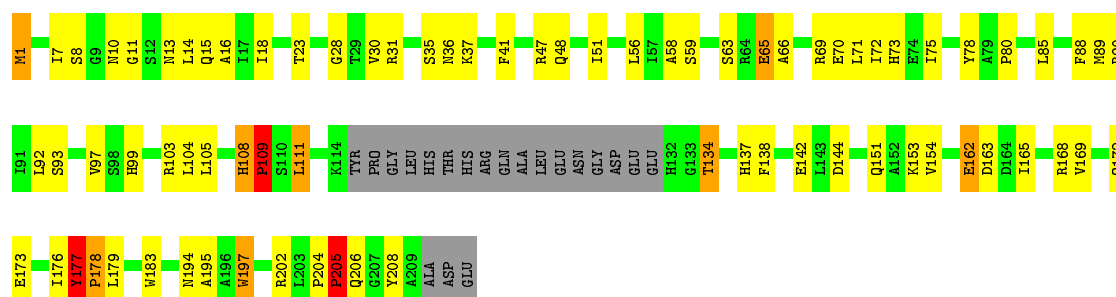 M1 I7 S8 G9 N10 G11 S12 N13 L14 Q15 A16 I17 I18 T23 G28 T29 V30 R31 S35 N36 K37 F41 R47 Q48 I51 L56 I57 A58 S59 S63 R64 E65 A66 R69 E70 L71 I72 H73 E74 I75 Y78 A79 P80 L85 F88 M89
I91 L92 S93 V97 S98 H99 R103 L104 L105 H108 P109 S110 L111 K114 TYR PRO GLY LEU HIS THR HIS ARG GLN ALA LEU GLU ASN GLY ASP GLU GLU H132 G133 T134 H137 F138 E142 L143 D144 Q151 A152 K153 V154 E162 D163 D164 I165 R168 V169
E173 I176 Y177 P178 L179 W183 N194 A195 A196 W197 R202 L203 P204 P205 Q206 G207 Y208 A209 ALA ASP GLU